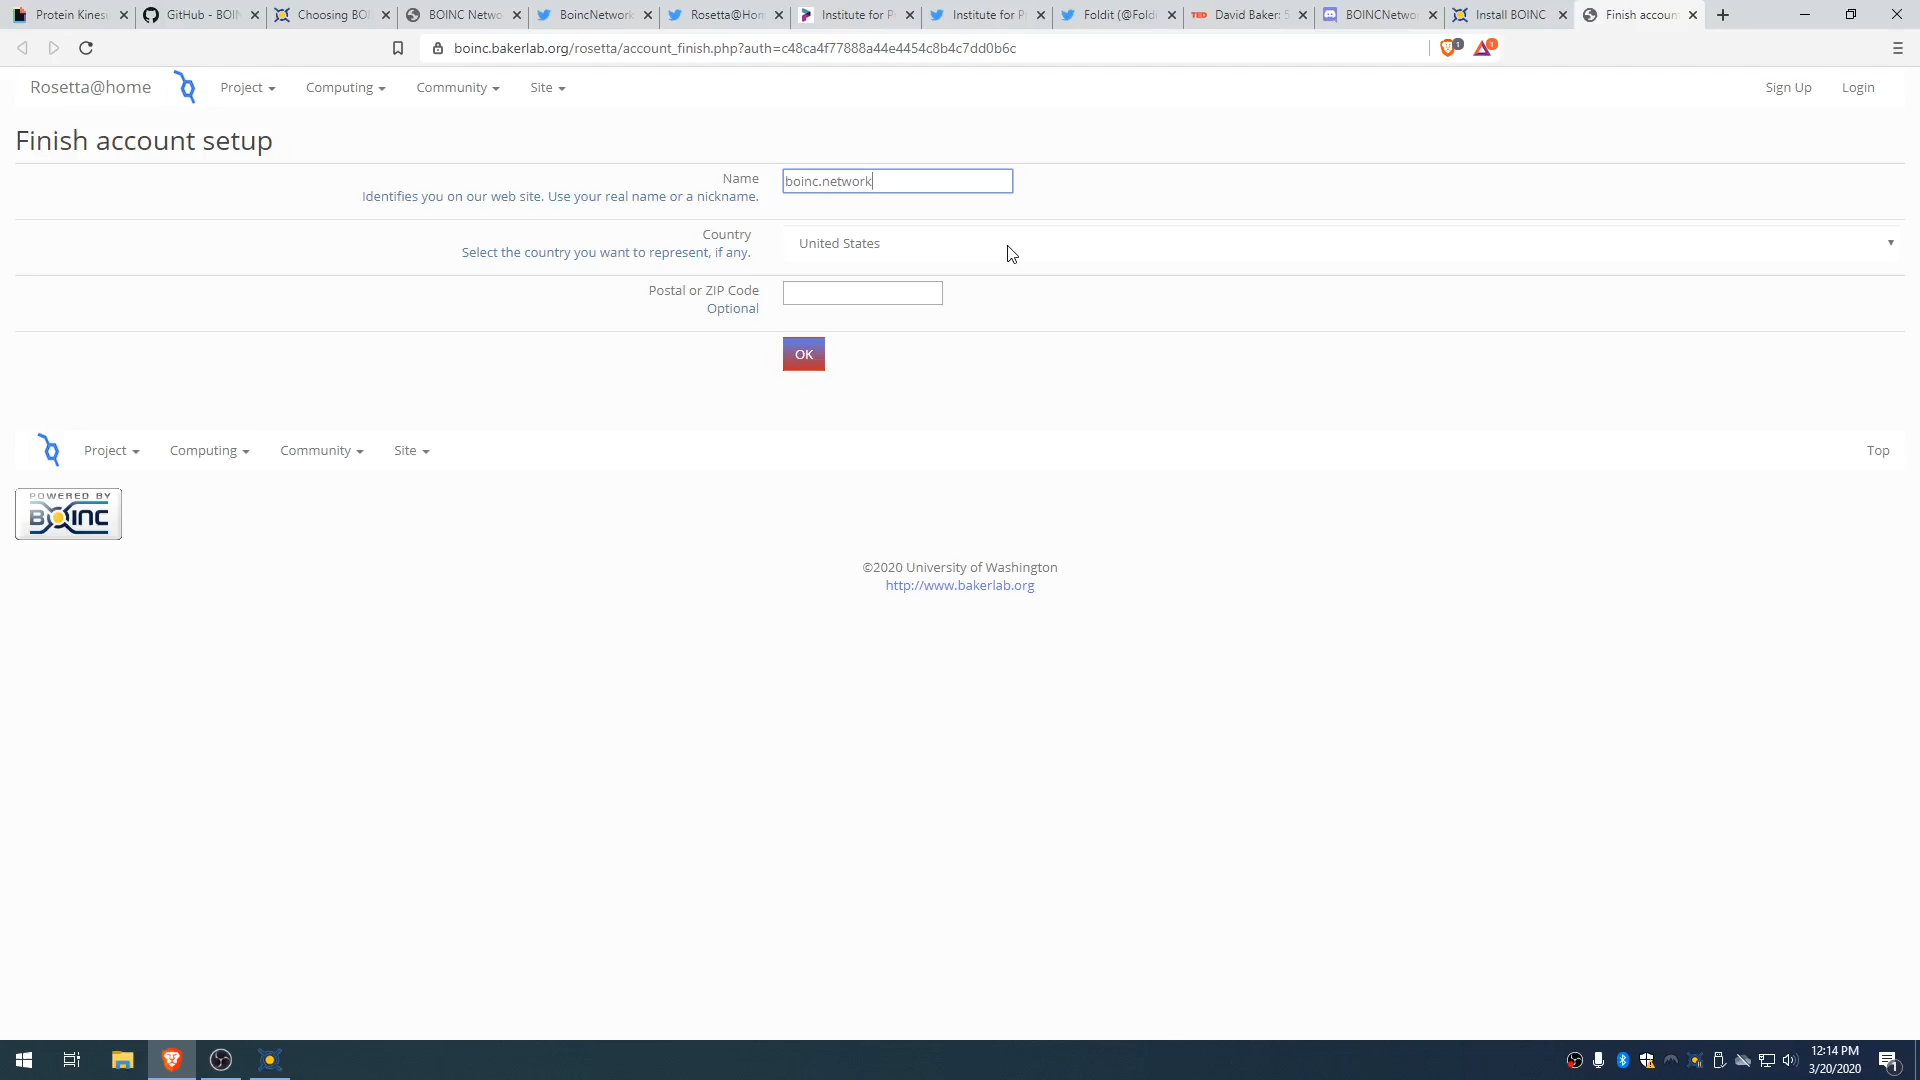 Protein Kines
GitHub - BOIN
Choosing BOI
BOINC Netwo
BoincNetwork
Rosetta@Hom
Institute for P
Institute for P
Foldit (@Foldi
TED
David Baker: 5
BOINCNetwo
Install BOINC
Finish accoun
boinc.bakerlab.org/rosetta/account_finish.php?auth=c48ca4f77888a44e4454c8b4c7dd0b6c
1
1
Rosetta@home
Project
Computing
Community
Site
Sign Up
Login
Finish account setup
Name
boinc.network
Identifies you on our web site. Use your real name or a nickname.
Country
United States
Select the country you want to represent, if any.
Postal or ZIP Code
Optional
OK
Project
Computing
Community
Site
Top
POWERED BY
BOINC
©2020 University of Washington
http://www.bakerlab.org
12:14 PM
3/20/2020
1